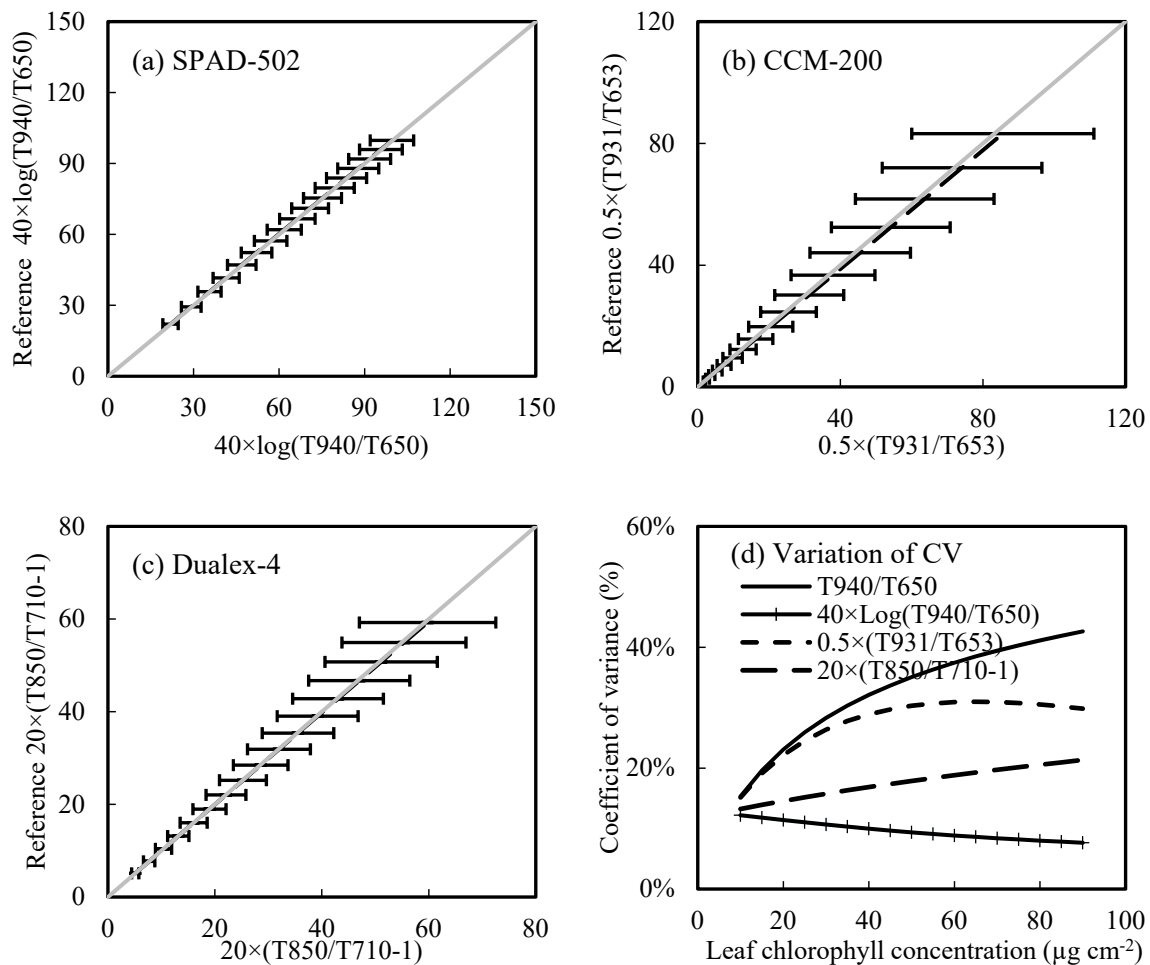 (a) SPAD-502
Reference 40×log(T940/T650)
150
120
90
60
30
0
0 30 60 90 120 150
40×log(T940/T650)
(b) CCM-200
Reference 0.5×(T931/T653)
120
80
40
0
0 40 80 120
0.5×(T931/T653)
(c) Dualex-4
Reference 20×(T850/T710-1)
80
60
40
20
0
0 20 40 60 80
20×(T850/T710-1)
(d) Variation of CV
T940/T650
40×Log(T940/T650)
0.5×(T931/T653)
20×(T850/T710-1)
Coefficient of variance (%)
60%
40%
20%
0%
0 20 40 60 80 100
Leaf chlorophyll concentration (µg cm-2)